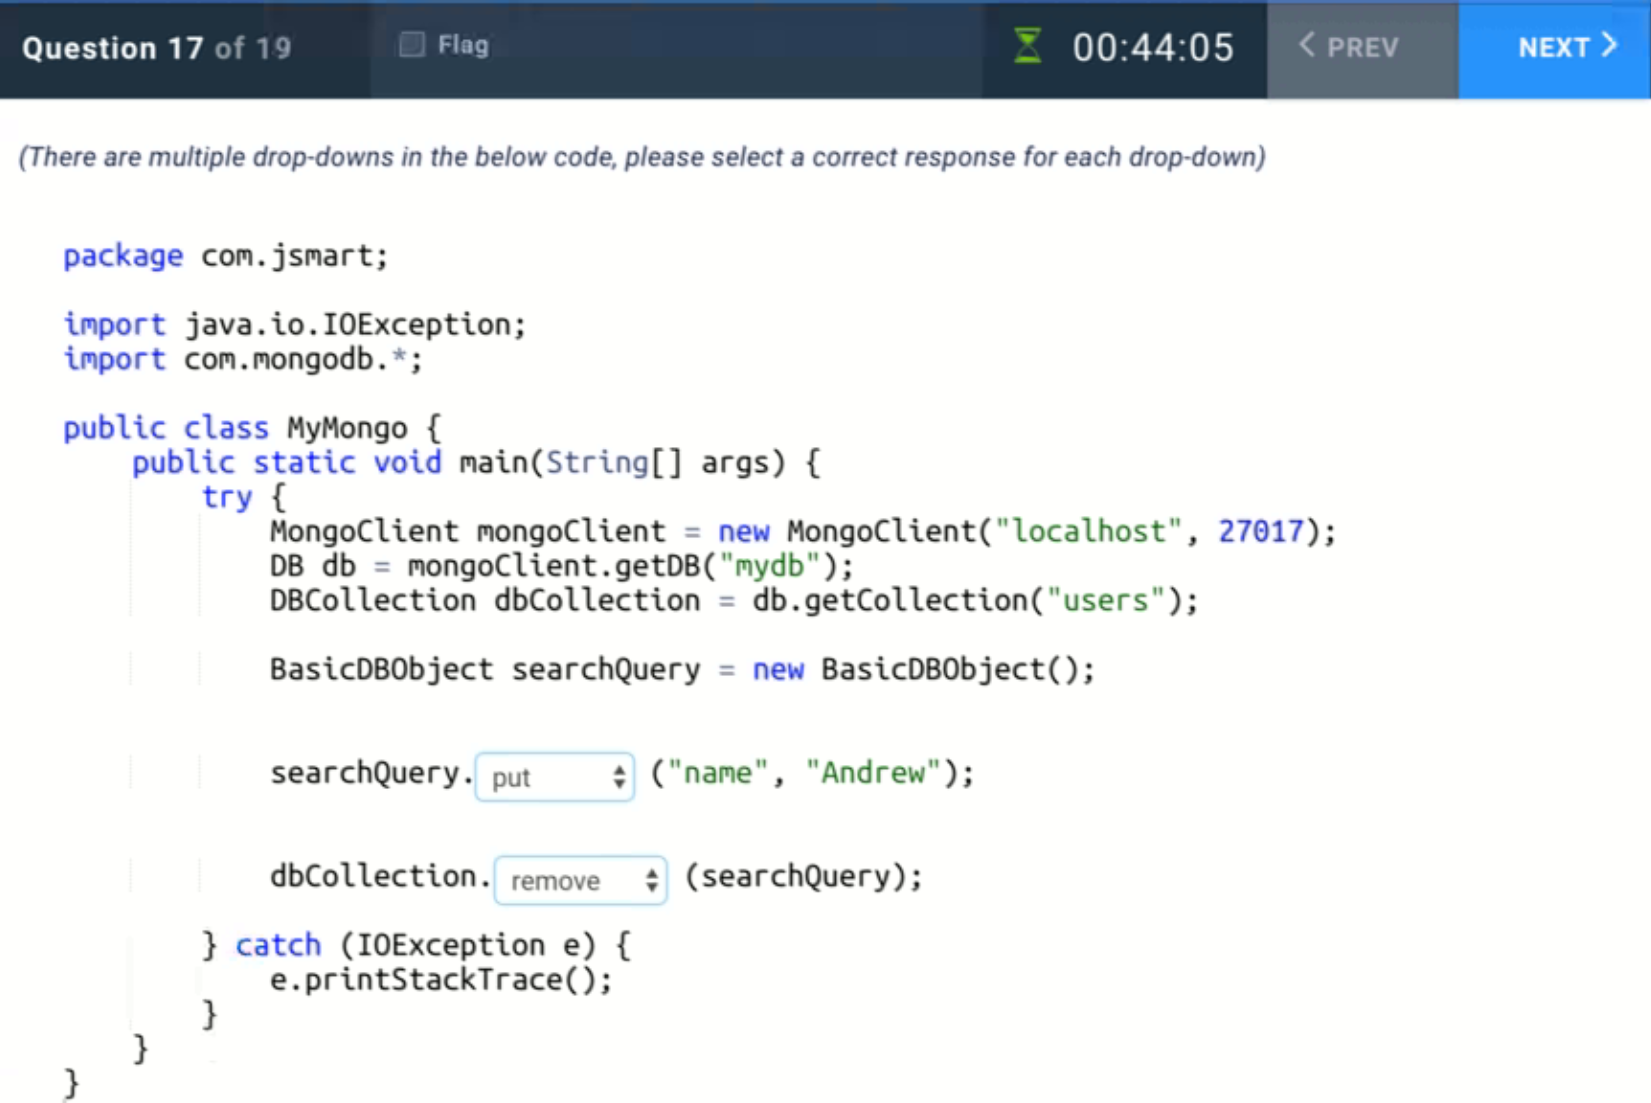 Question 17 of 19 Flag 00:44:05 PREV NEXT
(There are multiple drop-downs in the below code, please select a correct response for each drop-down)
package com.jsmart;
import java.io.IOException;
import com.mongodb.*;
public class MyMongo {
public static void main(String[] args) {
try {
MongoClient mongoClient = new MongoClient("localhost", 27017);
DB db = mongoClient.getDB("mydb");
DBCollection dbCollection = db.getCollection("users");
BasicDBObject searchQuery = new BasicDBObject();
searchQuery. put ("name", "Andrew");
dbCollection. remove (searchQuery);
} catch (IOException e) {
e.printStackTrace();
}
}
}